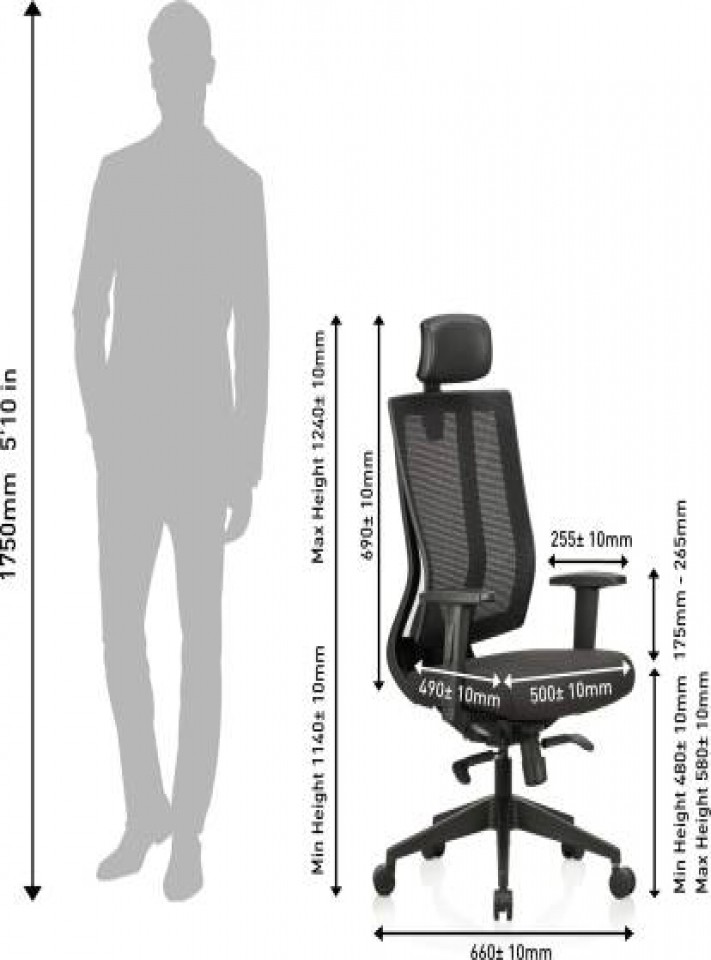 1750mm 5'10 in
Max Height 1240± 10mm
Min Height 1140± 10mm
690± 10mm
255± 10mm
175mm - 265mm
490± 10mm
500± 10mm
Min Height 480± 10mm
Max Height 580± 10mm
660± 10mm